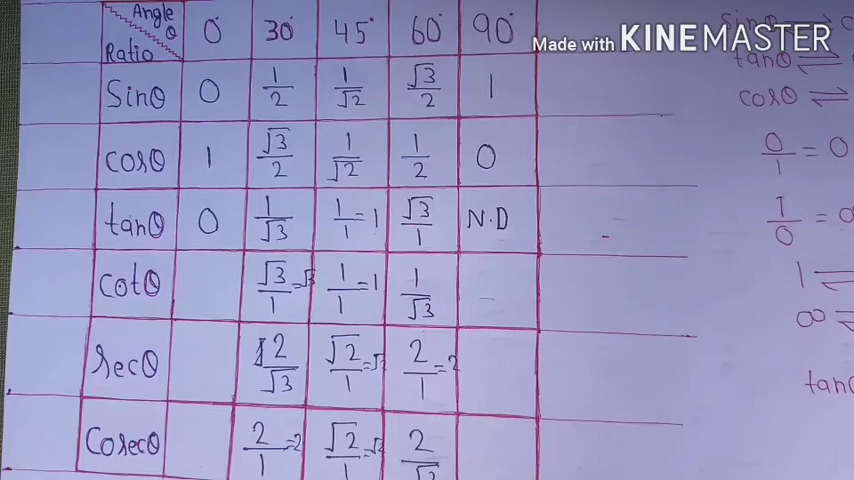 Angle θ Ratio 0° 30° 45° 60° 90°
Sinθ 0 1/2 1/√2 √3/2 1
cosθ 1 √3/2 1/√2 1/2 0
tanθ 0 1/√3 1/1=1 √3/1 N.D
cotθ √3/1=√3 1/1=1 1/√3
secθ 2/√3 √2/1=√2 2/1=2
Cosecθ 2/1=2 √2/1=√2
Made with KINEMASTER
sinθ ⇌
tanθ ⇌
cosθ ⇌
0/1 = 0
1/0 =
1 ⇌
∞ ⇌
tan